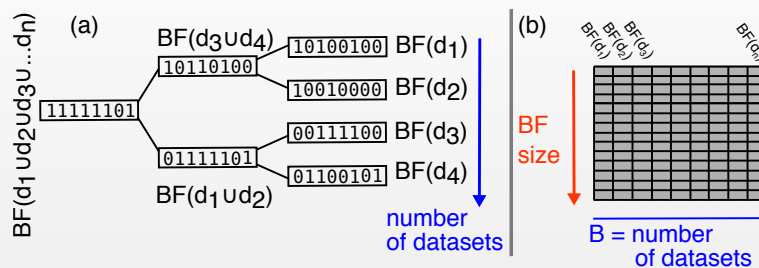 (a)
BF(d1∪d2∪d3∪...dn)
11111101
BF(d3∪d4)
10110100
01111101
BF(d1∪d2)
10100100 BF(d1)
10010000 BF(d2)
00111100 BF(d3)
01100101 BF(d4)
number
of datasets
(b)
BF(d1)
BF(d2)
BF(d3)
BF(dn)
BF
size
B = number
of datasets